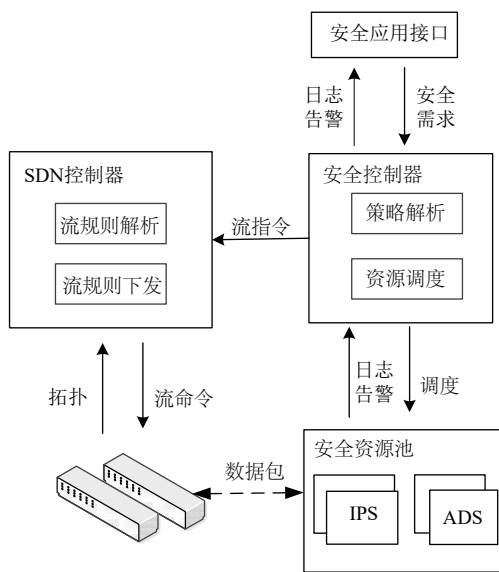 安全应用接口
日志
告警
安全
需求
SDN控制器
流规则解析
流规则下发
流指令
安全控制器
策略解析
资源调度
拓扑
流命令
日志
告警
调度
数据包
安全资源池
IPS
ADS